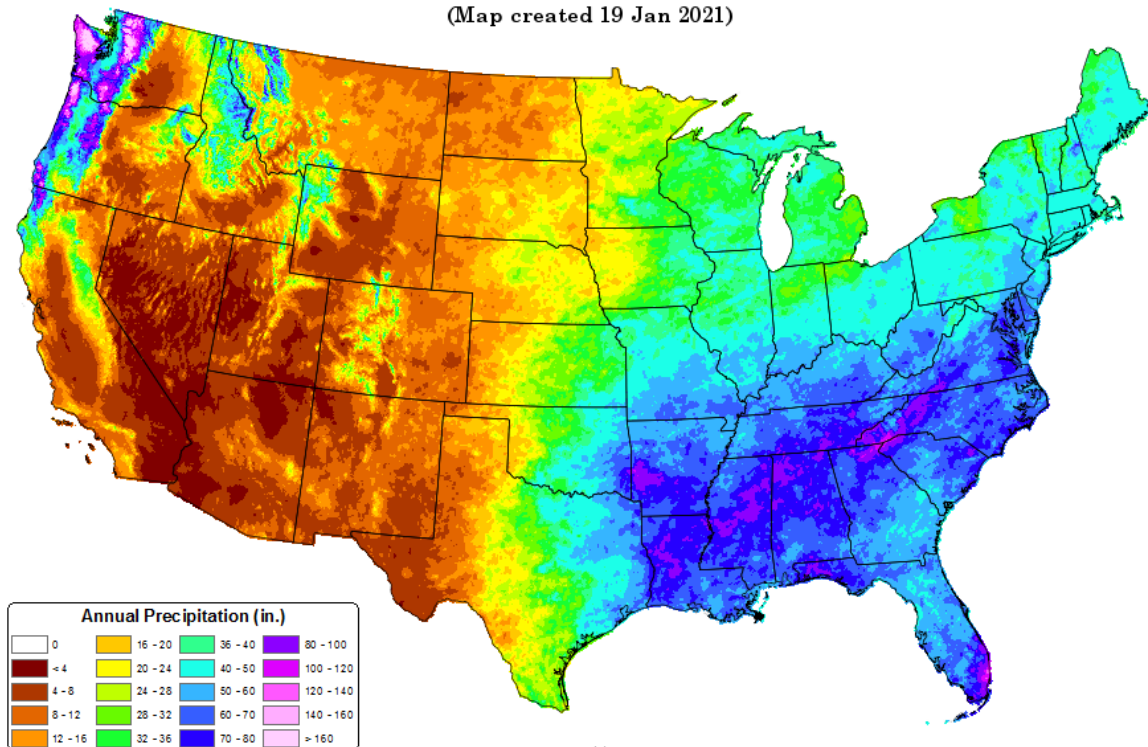 (Map created 19 Jan 2021)
Annual Precipitation (in.)
0 16 - 20 36 - 40 80 - 100
< 4 20 - 24 40 - 50 100 - 120
4 - 8 24 - 28 50 - 60 120 - 140
8 - 12 28 - 32 60 - 70 140 - 160
12 - 16 32 - 36 70 - 80 > 160